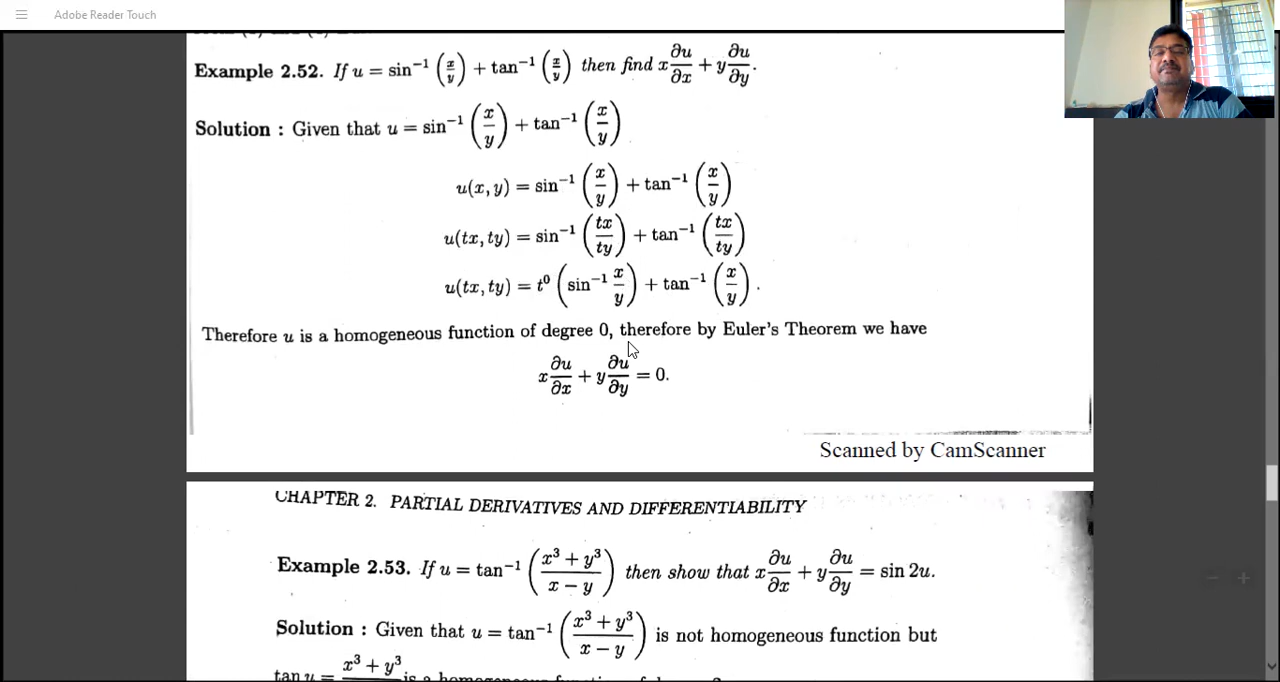 Adobe Reader Touch
Example 2.52. If u = sin⁻¹ (x/y) + tan⁻¹ (x/y) then find x ∂u/∂x + y ∂u/∂y.
Solution : Given that u = sin⁻¹ (x/y) + tan⁻¹ (x/y)
u(x, y) = sin⁻¹ (x/y) + tan⁻¹ (x/y)
u(tx, ty) = sin⁻¹ (tx/ty) + tan⁻¹ (tx/ty)
u(tx, ty) = t⁰ (sin⁻¹ x/y) + tan⁻¹ (x/y).
Therefore u is a homogeneous function of degree 0, therefore by Euler's Theorem we have
x ∂u/∂x + y ∂u/∂y = 0.
Scanned by CamScanner
CHAPTER 2. PARTIAL DERIVATIVES AND DIFFERENTIABILITY
Example 2.53. If u = tan⁻¹ ((x³ + y³)/(x − y)) then show that x ∂u/∂x + y ∂u/∂y = sin 2u.
Solution : Given that u = tan⁻¹ ((x³ + y³)/(x − y)) is not homogeneous function but
tan u = x³ + y³ is a